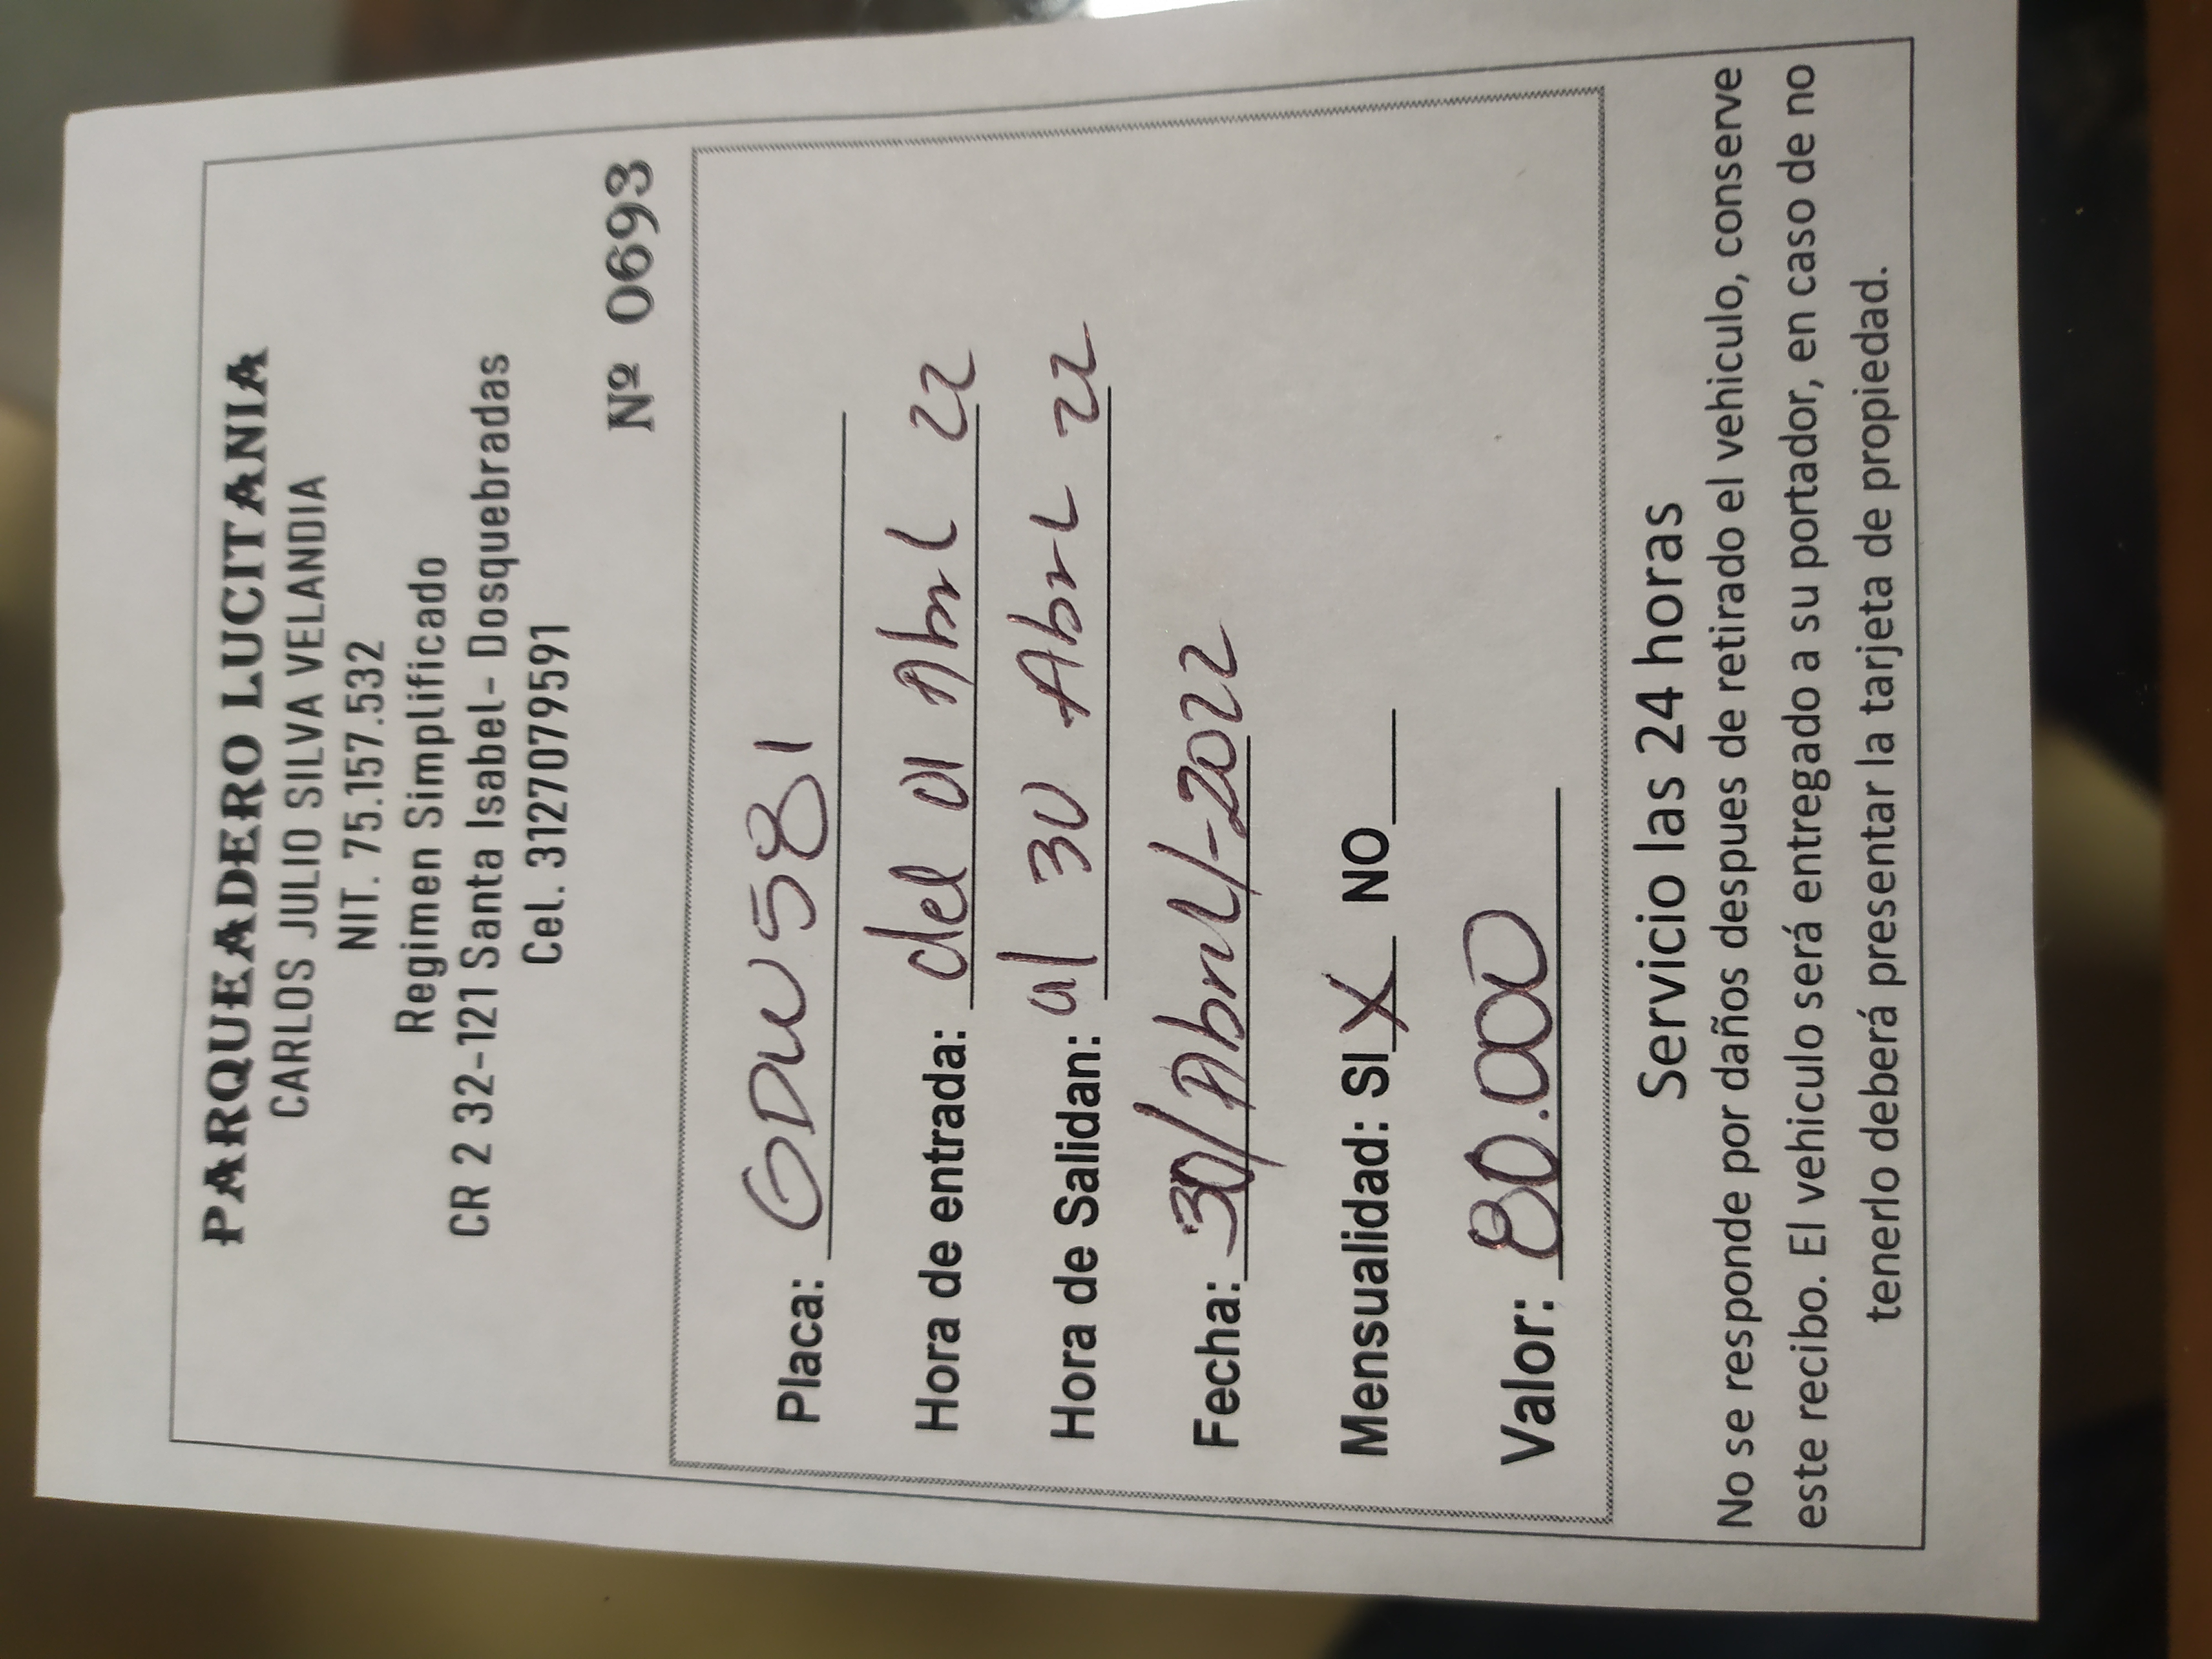 PARQUEADERO LUCITANIA
CARLOS JULIO SILVA VELANDIA
NIT. 75.157.532
Regimen Simplificado
CR 2 32-121 Santa Isabel - Dosquebradas
Cel. 3127079591
Nº 0693
Placa: GDW 581
Hora de entrada: del 01 Abril 22
Hora de Salidan: al 30 Abril 22
Fecha: 30/Abril/-2022
Mensualidad: SI X NO
Valor: 80.000
Servicio las 24 horas
No se responde por daños despues de retirado el vehiculo, conserve
este recibo. El vehiculo será entregado a su portador, en caso de no
tenerlo deberá presentar la tarjeta de propiedad.